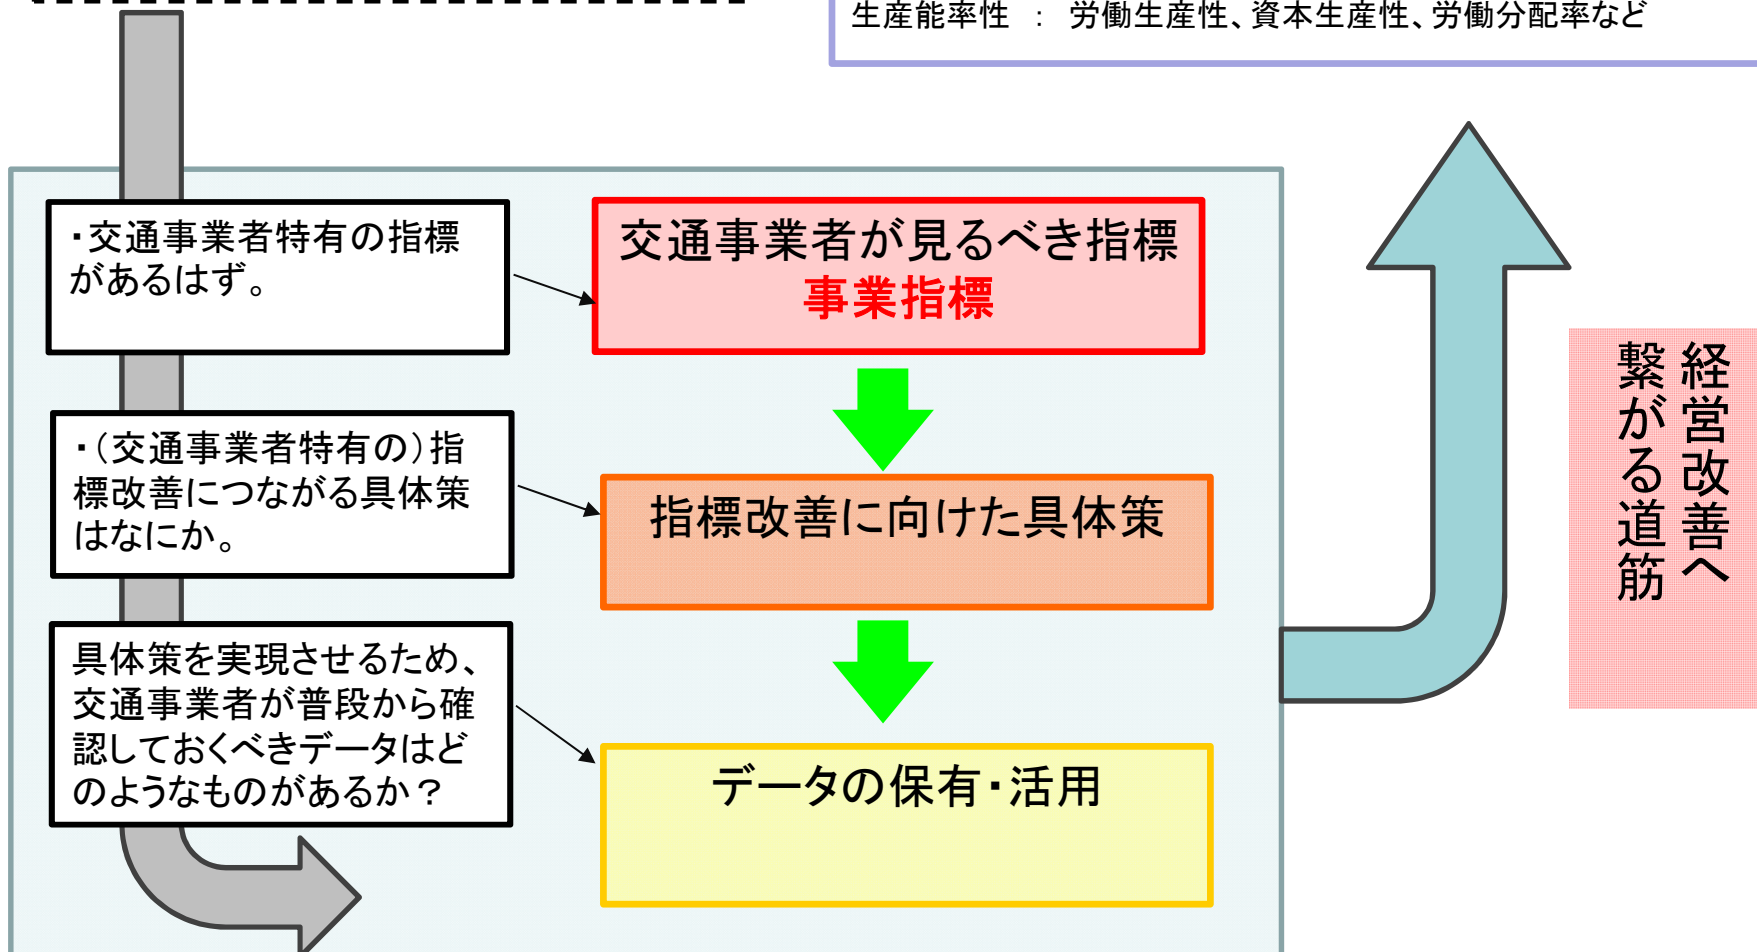 生産能率性 ： 労働生産性、資本生産性、労働分配率など
・交通事業者特有の指標
があるはず。
交通事業者が見るべき指標
事業指標
・（交通事業者特有の）指
標改善につながる具体策
はなにか。
指標改善に向けた具体策
具体策を実現させるため、
交通事業者が普段から確
認しておくべきデータはど
のようなものがあるか？
データの保有・活用
経営改善へ
繋がる道筋